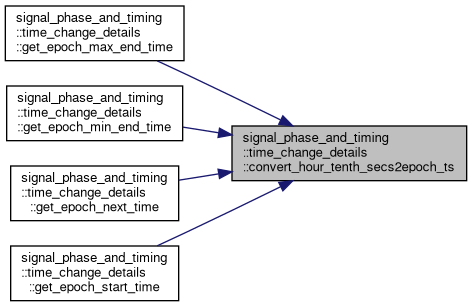 signal_phase_and_timing
::time_change_details
::get_epoch_max_end_time
signal_phase_and_timing
::time_change_details
::get_epoch_min_end_time
signal_phase_and_timing
::time_change_details
::convert_hour_tenth_secs2epoch_ts
signal_phase_and_timing
::time_change_details
::get_epoch_next_time
signal_phase_and_timing
::time_change_details
::get_epoch_start_time